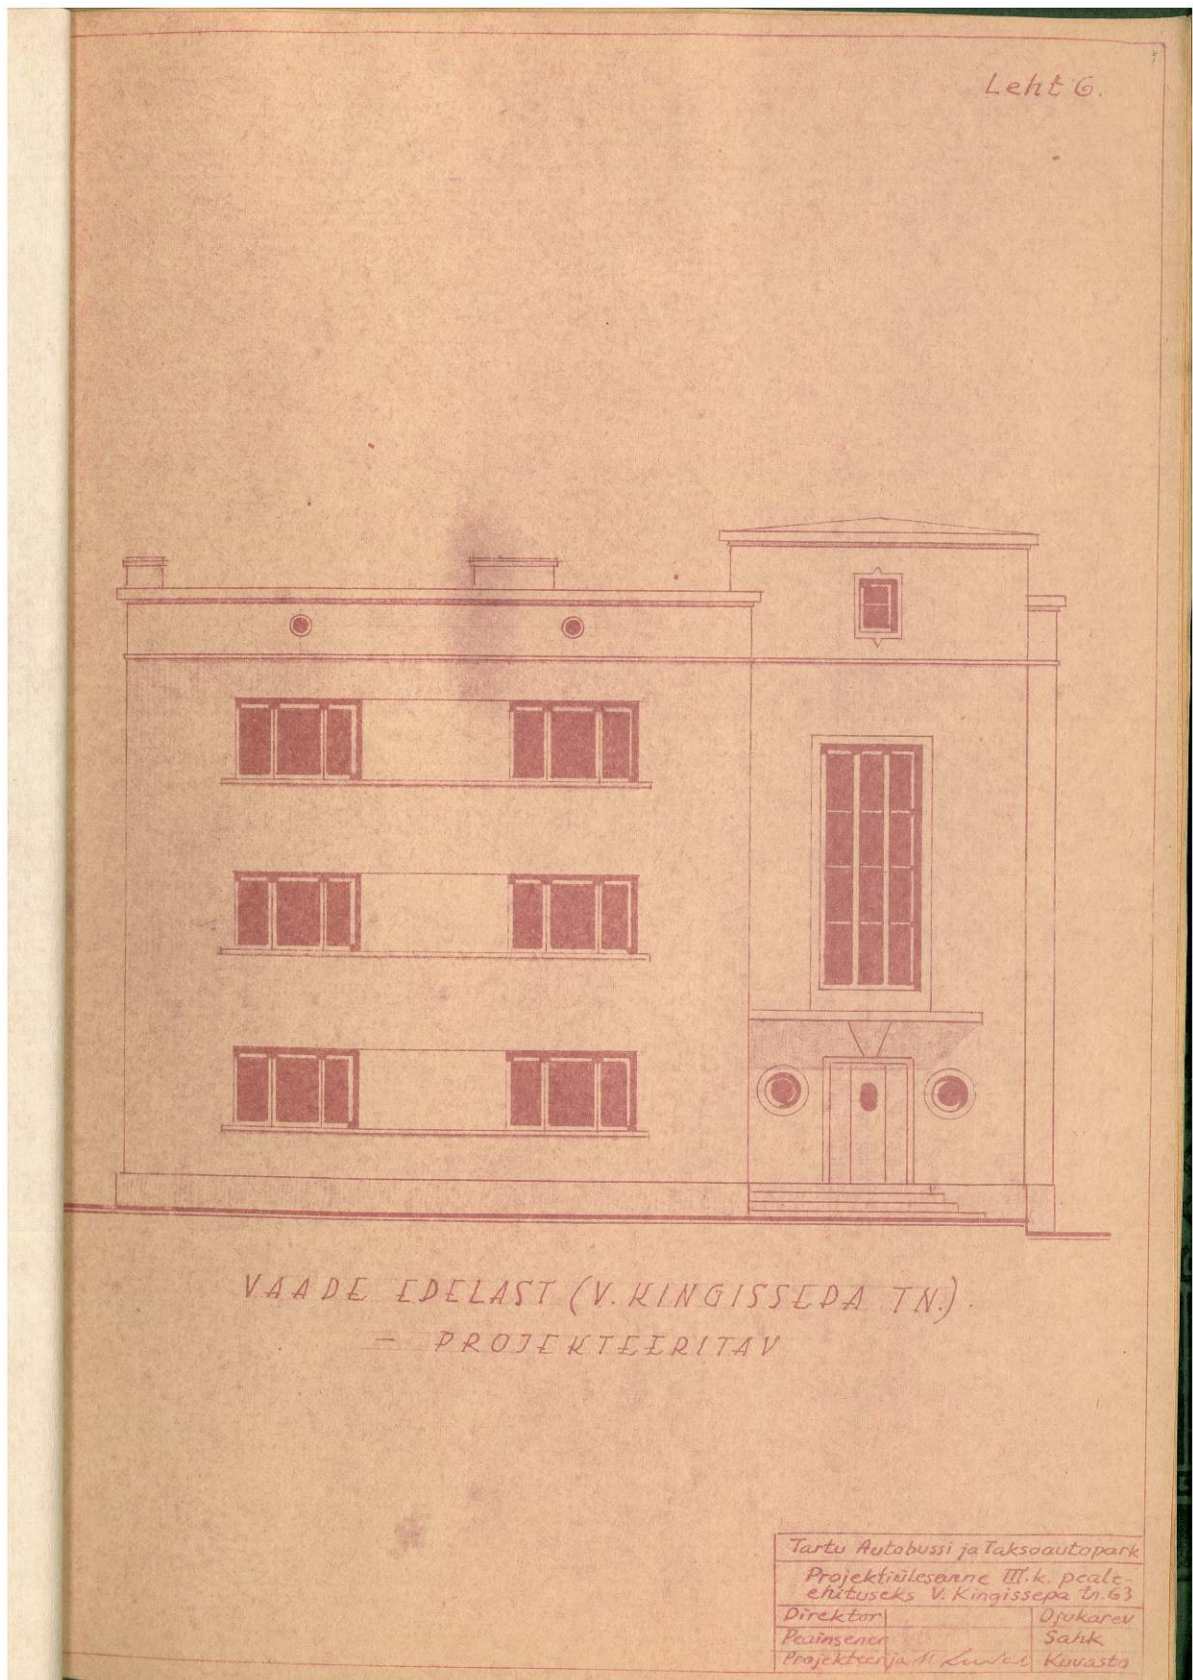 Leht 6.
VAADE EDELAST (V. KINGISSEPA TN.)
— PROJEKTEERITAV
Tartu Autobussi ja Taksoautopark
Projektiülesanne III.k. peale-
ehituseks V. Kingissepa tn. 63
Direktor Djukarev
Peainsener Sahk
Projekteerija Kuvasto